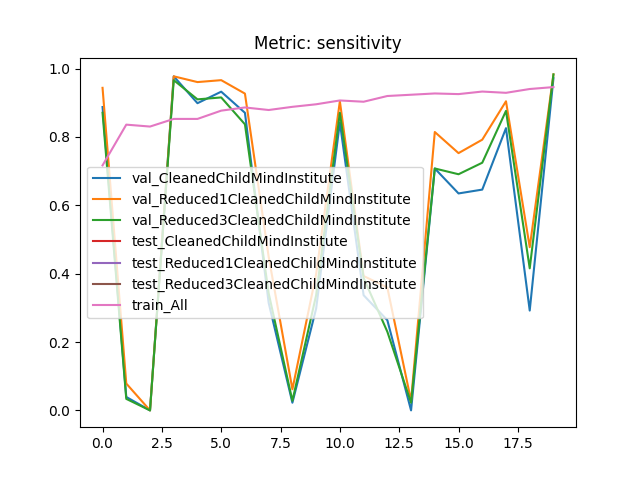 Metric: sensitivity
1.0
0.8
0.6
0.4
0.2
0.0
val_CleanedChildMindInstitute
val_Reduced1CleanedChildMindInstitute
val_Reduced3CleanedChildMindInstitute
test_CleanedChildMindInstitute
test_Reduced1CleanedChildMindInstitute
test_Reduced3CleanedChildMindInstitute
train_All
0.0 2.5 5.0 7.5 10.0 12.5 15.0 17.5